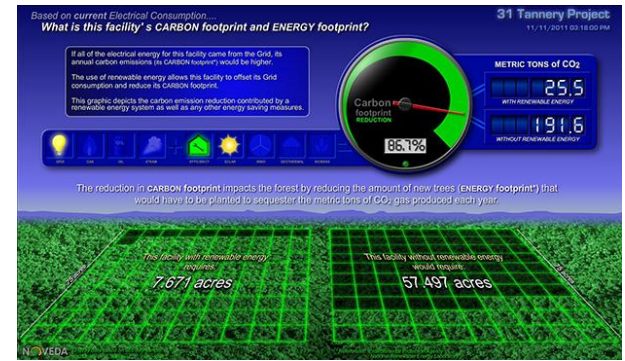 Based on current Electrical Consumption....
What is this facility's CARBON footprint and ENERGY footprint?
31 Tannery Project
11/11/2011 03:18:00 PM
If all of the electrical energy for this facility came from the Grid, its
annual carbon emissions (its CARBON footprint") would be higher.
The use of renewable energy allows this facility to offset its Grid
consumption and reduce its CARBON footprint.
This graphic depicts the carbon emission reduction contributed by a
renewable energy system as well as any other energy saving measures.
Carbon
footprint
REDUCTION
86.7%
METRIC TONS of CO₂
25.5
WITH RENEWABLE ENERGY
191.6
WITHOUT RENEWABLE ENERGY
GRID
GAS
OIL
STEAM
EFFICIENCY
SOLAR
WIND
GEOTHERMAL
The reduction in CARBON footprint impacts the forest by reducing the amount of new trees (ENERGY footprint") that
would have to be planted to sequester the metric tons of CO₂ gas produced each year.
This facility with renewable energy
requires:
7.671 acres
This facility without renewable energy
would require:
57.497 acres
NOVEDA